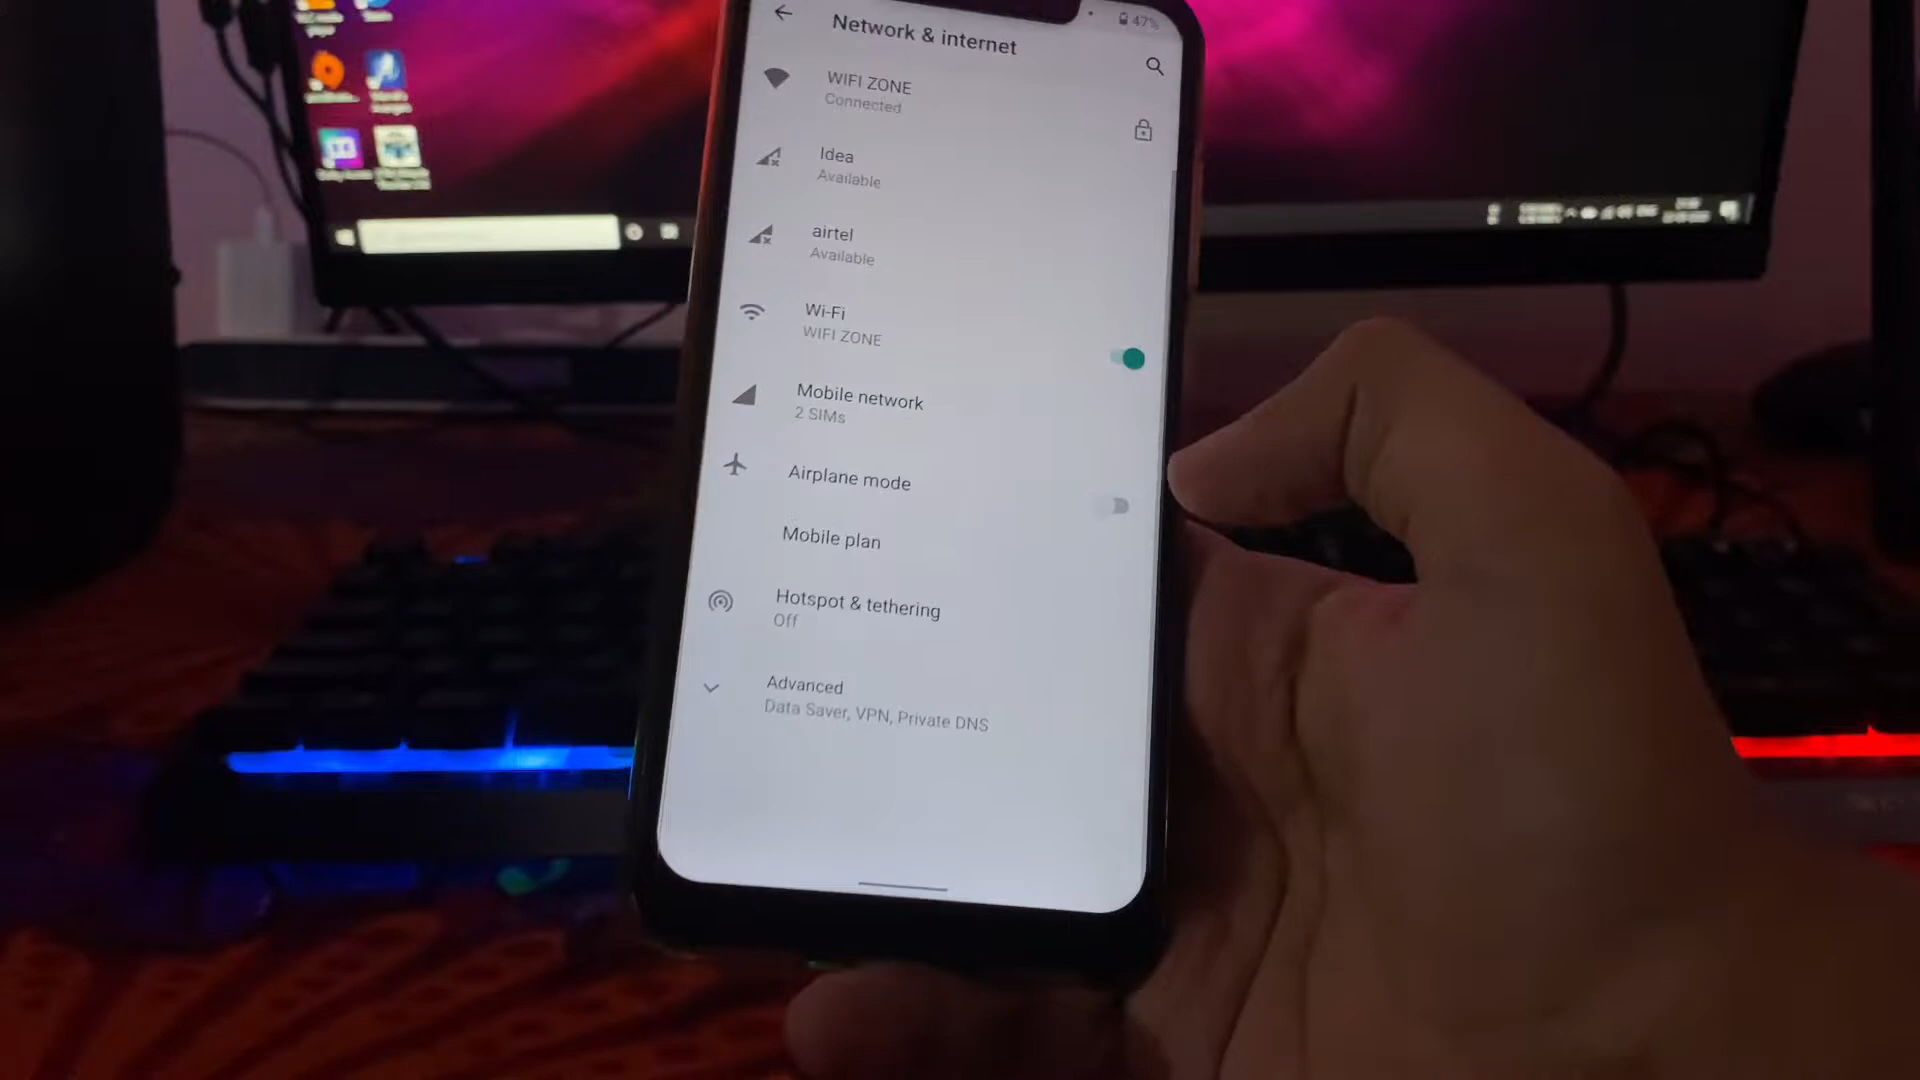 47%
Network & internet
WIFI ZONE
Connected
Idea
Available
airtel
Available
Wi-Fi
WIFI ZONE
Mobile network
2 SIMs
Airplane mode
Mobile plan
Hotspot & tethering
Off
Advanced
Data Saver, VPN, Private DNS